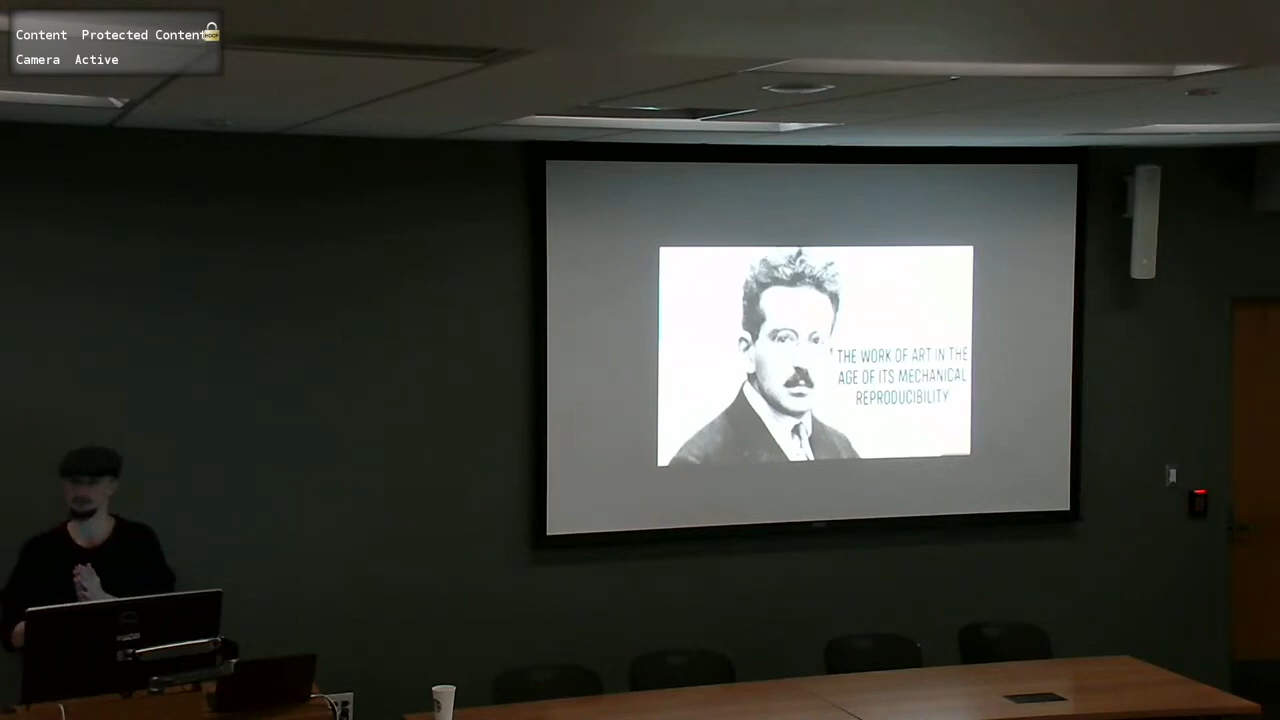 Content Protected Content
Camera Active
THE WORK OF ART IN THE
AGE OF ITS MECHANICAL
REPRODUCIBILITY